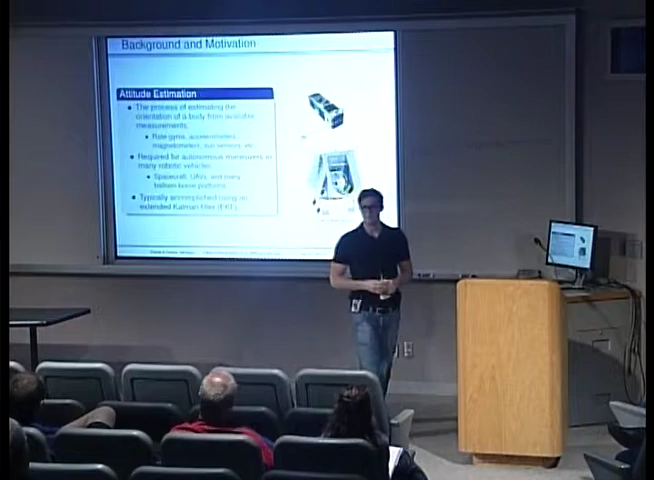 Background and Motivation
Attitude Estimation
The process of estimating the
orientation of a body from available
measurements.
Rate gyros, accelerometers,
magnetometers, sun sensors, etc.
Required for autonomous maneuvers in
many robotic vehicles.
Spacecraft, UAVs, and many
balloon-borne platforms.
Typically accomplished using an
extended Kalman filter (EKF).